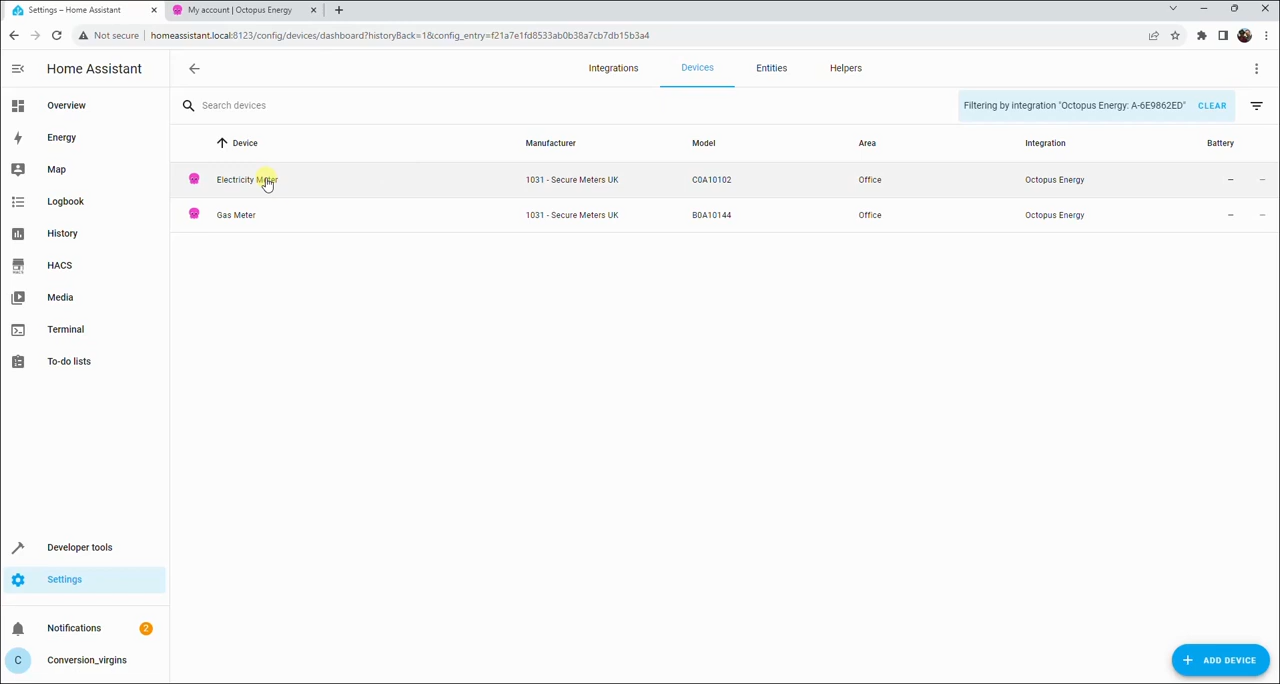 Settings – Home Assistant
My account | Octopus Energy
Not secure
homeassistant.local:8123/config/devices/dashboard?historyBack=1&config_entry=f21a7e1fd8533ab0b38a7cb7db15b3a4
Home Assistant
Integrations
Devices
Entities
Helpers
Overview
Search devices
Filtering by integration "Octopus Energy: A-6E9862ED"
CLEAR
Energy
Device
Manufacturer
Model
Area
Integration
Battery
Map
Electricity Meter
1031 - Secure Meters UK
C0A10102
Office
Octopus Energy
–
–
Logbook
Gas Meter
1031 - Secure Meters UK
B0A10144
Office
Octopus Energy
–
–
History
HACS
Media
Terminal
To-do lists
Developer tools
Settings
Notifications
2
C
Conversion_virgins
ADD DEVICE